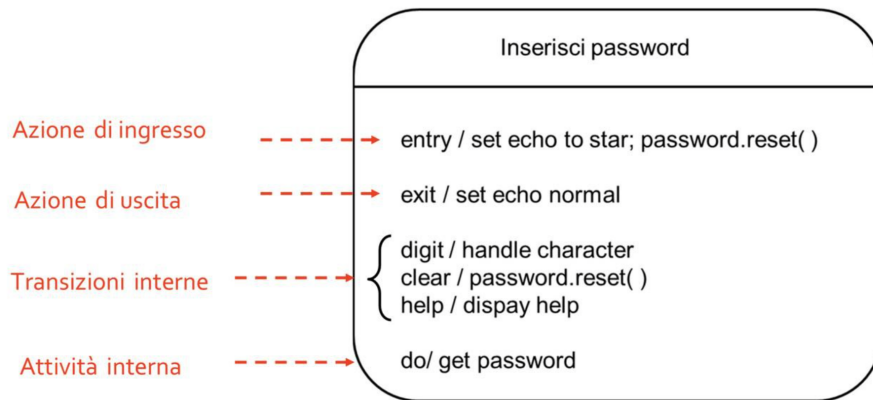 Inserisci password
Azione di ingresso
entry / set echo to star; password.reset( )
Azione di uscita
exit / set echo normal
Transizioni interne
digit / handle character
clear / password.reset( )
help / dispay help
Attività interna
do/ get password